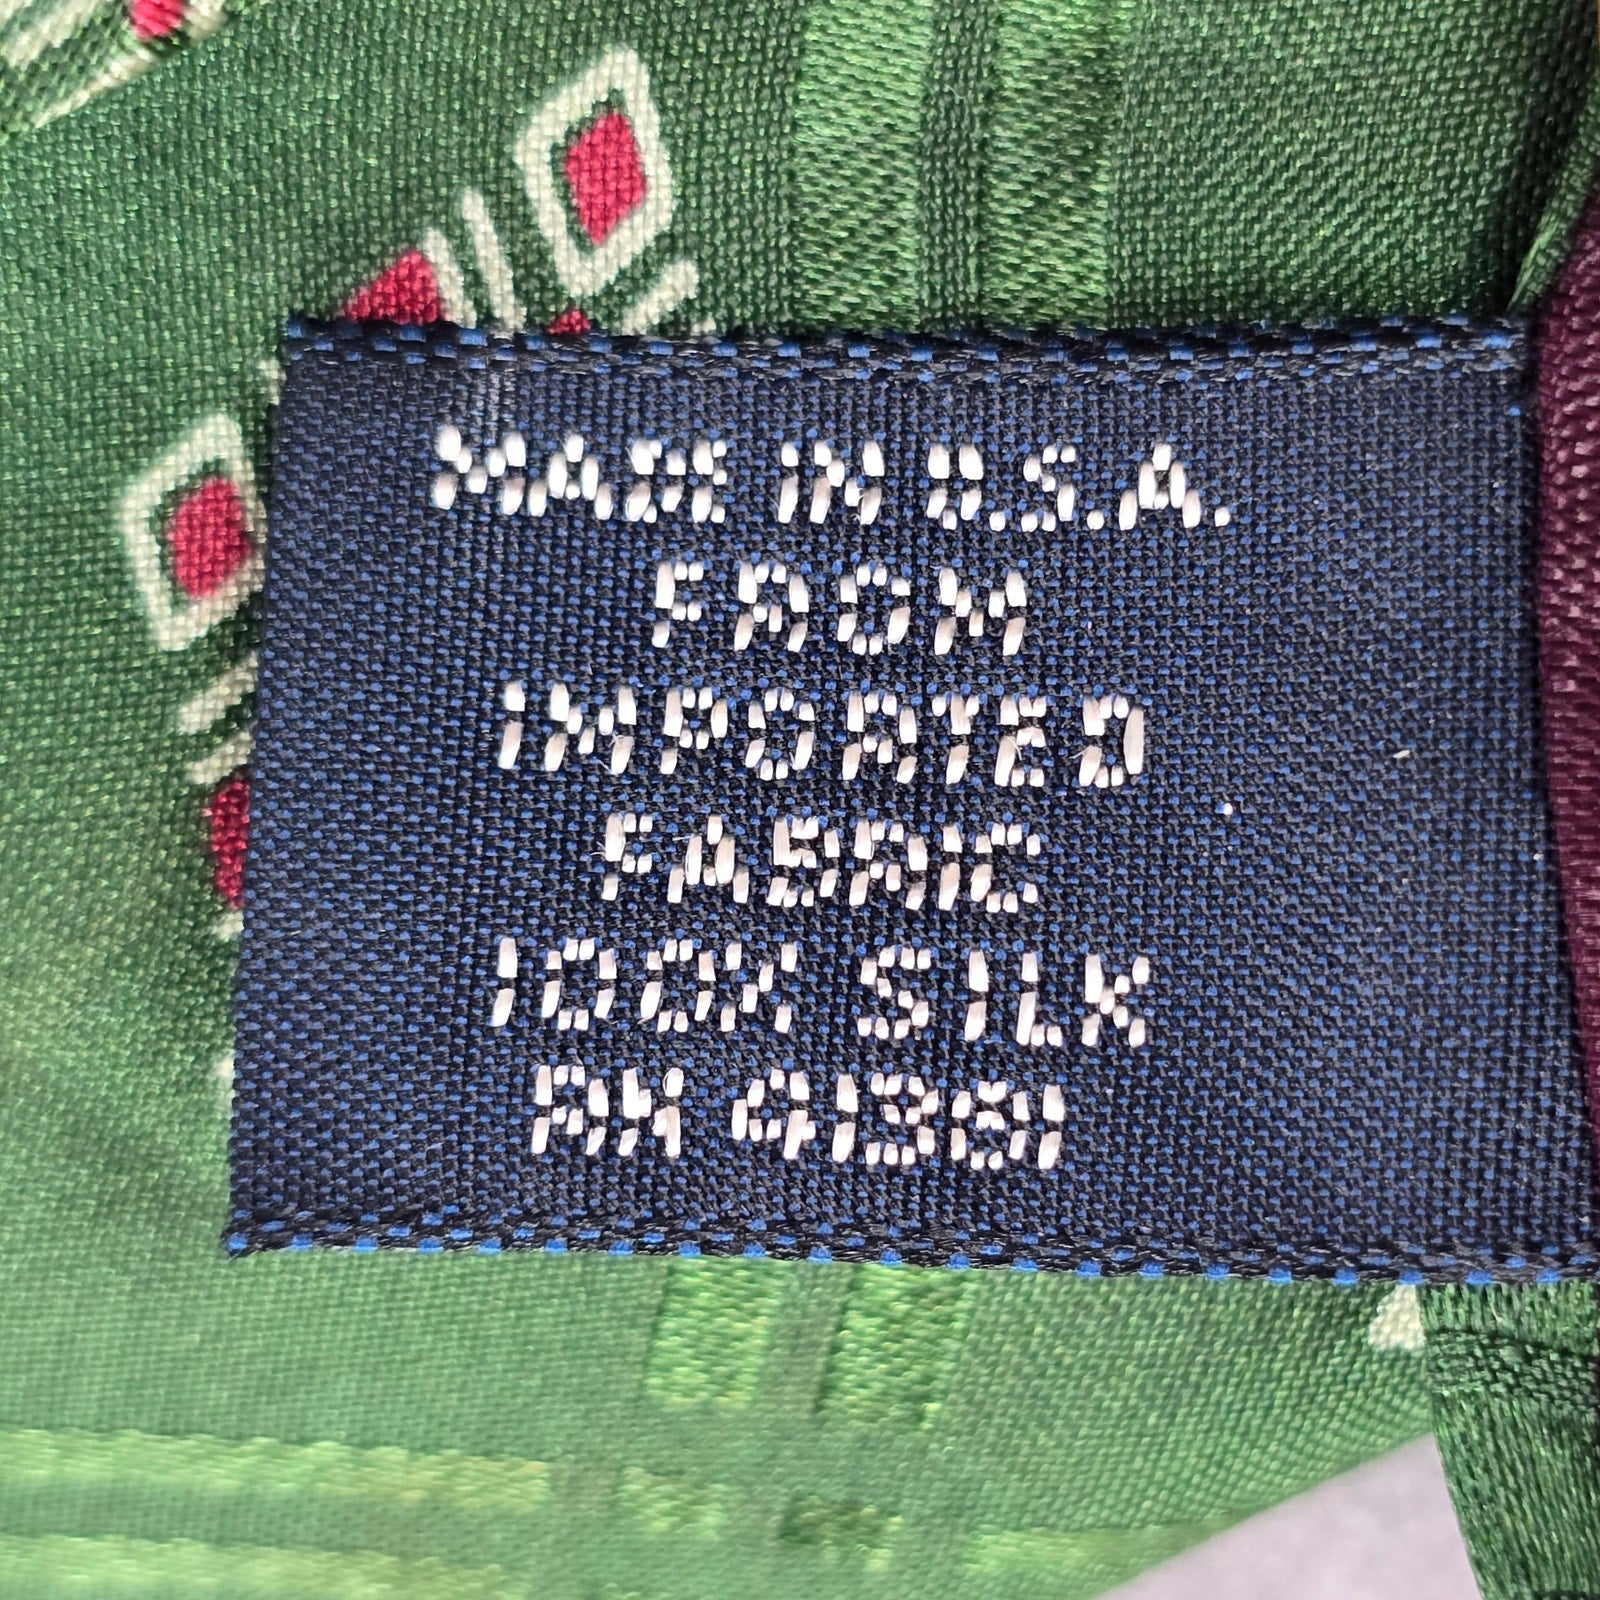 MADE IN U.S.A.
FROM
IMPORTED
FABRIC
100% SILK
RN 41381